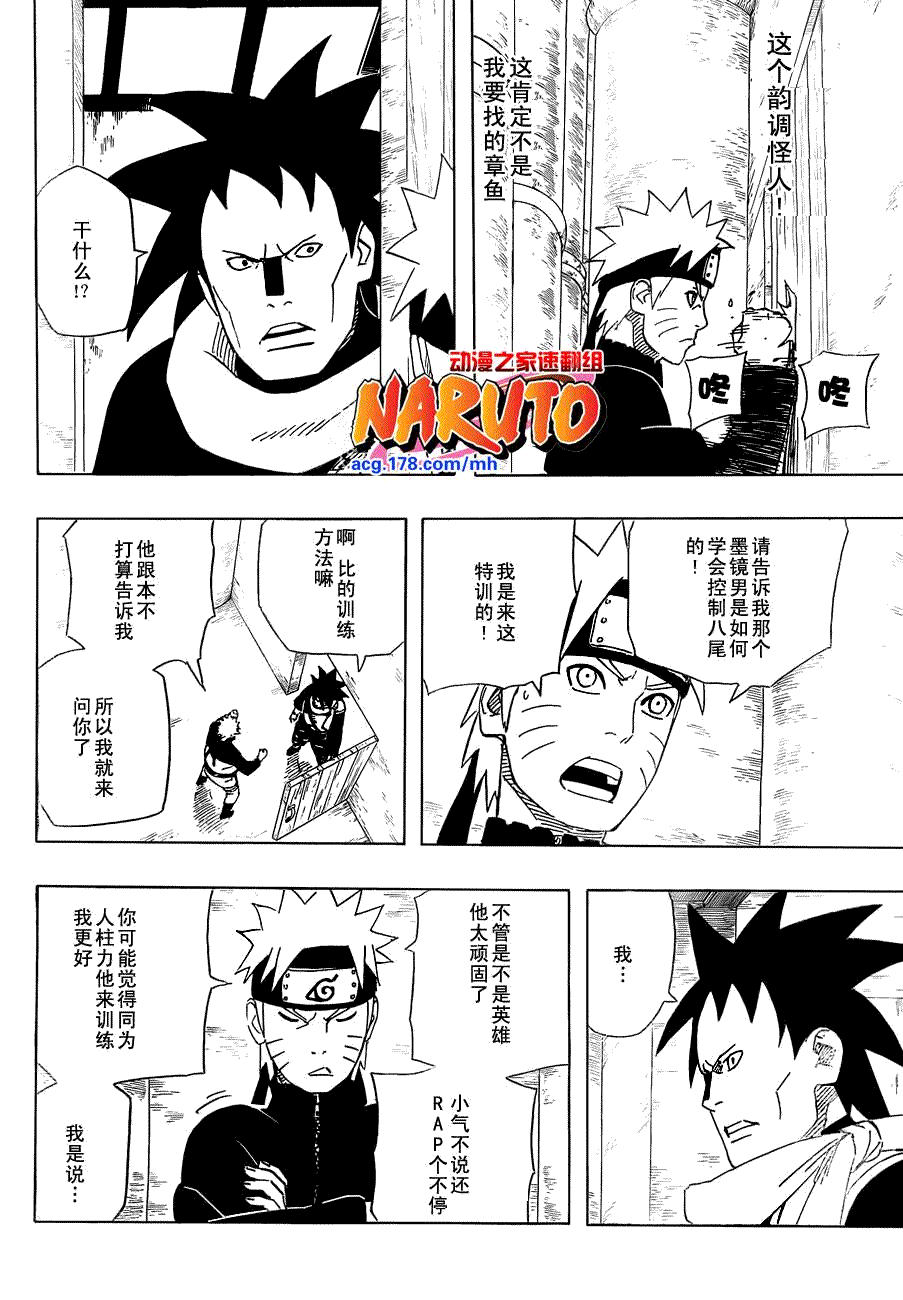 这个韵调怪人！
这肯定不是
我要找的章鱼
咚
咚
干什么!?
动漫之家速翻组
NARUTO
acg.178.com/mh
请告诉我那个
墨镜男是如何
学会控制八尾
的！
我是来这
特训的！
啊 比的训练
方法嘛
他跟本不
打算告诉我
所以我就来
问你了
我…
不管是不是英雄
他太顽固了
小气不说还
RAP个不停
你可能觉得同为
人柱力他来训练
我更好
我是说…